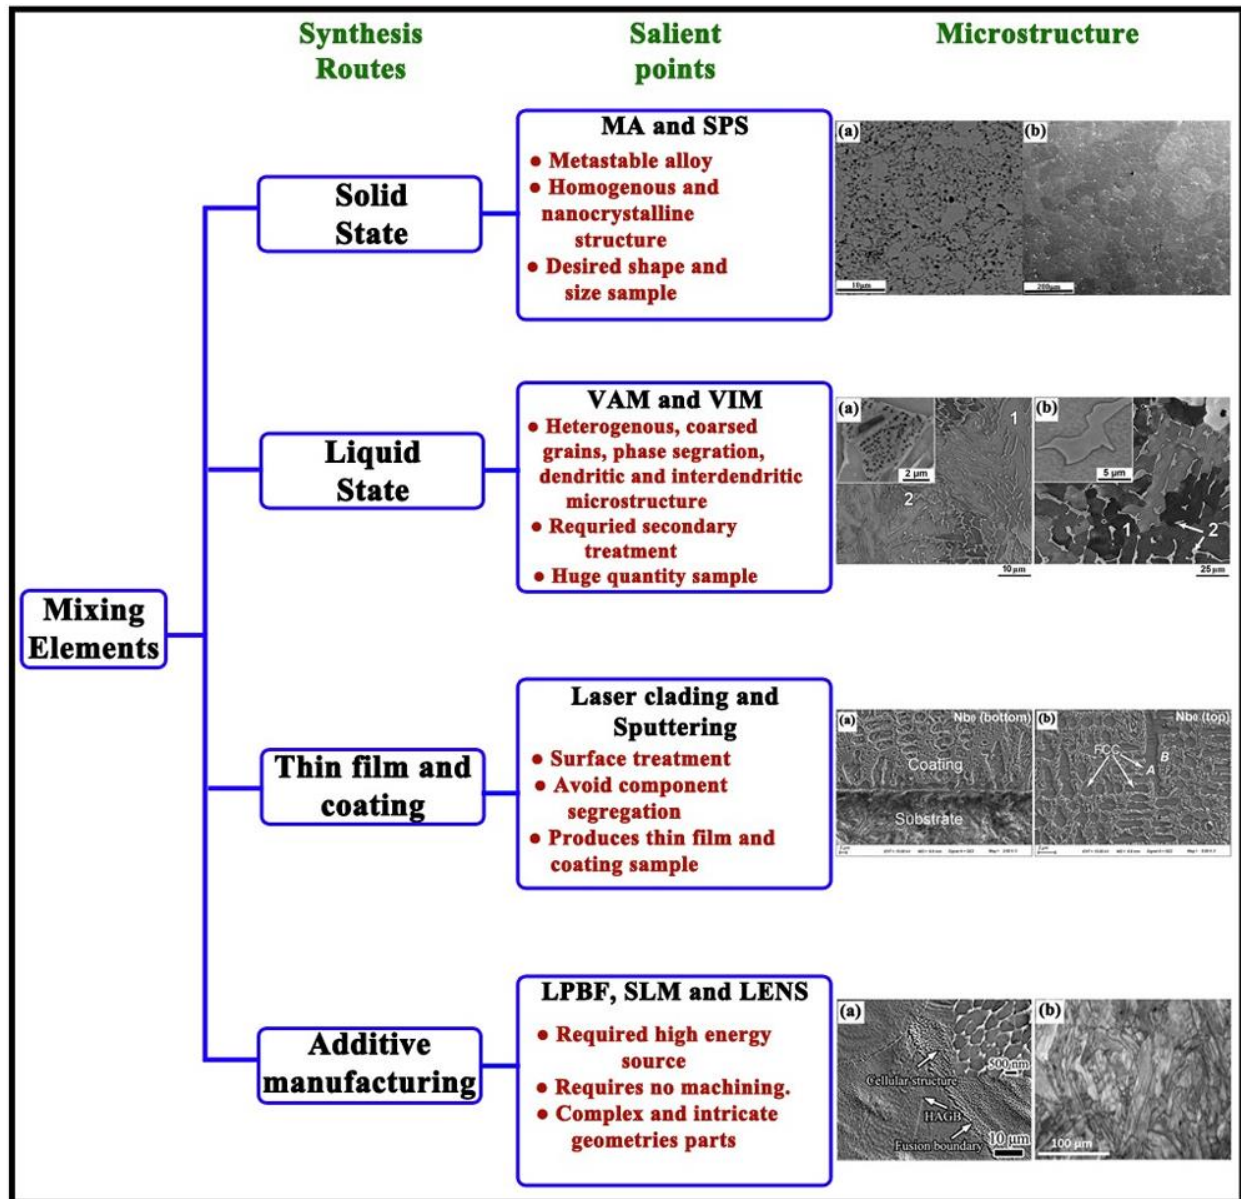 Synthesis
Routes
Salient
points
Microstructure
Mixing
Elements
Solid
State
MA and SPS
● Metastable alloy
● Homogenous and
nanocrystalline
structure
● Desired shape and
size sample
(a)
10μm
(b)
200μm
Liquid
State
VAM and VIM
● Heterogenous, coarsed
grains, phase segration,
dendritic and interdendritic
microstructure
● Requried secondary
treatment
● Huge quantity sample
(a)
1
2 μm
2
10 μm
(b)
5 μm
1
2
25 μm
Thin film and
coating
Laser clading and
Sputtering
● Surface treatment
● Avoid component
segregation
● Produces thin film and
coating sample
(a)
Nb₀ (bottom)
Coating
Substrate
(b)
Nb₀ (top)
FCC
A
B
Additive
manufacturing
LPBF, SLM and LENS
● Required high energy
source
● Requires no machining.
● Complex and intricate
geometries parts
(a)
500 nm
Cellular structure
HAGB
Fusion boundary
10 μm
(b)
100 μm